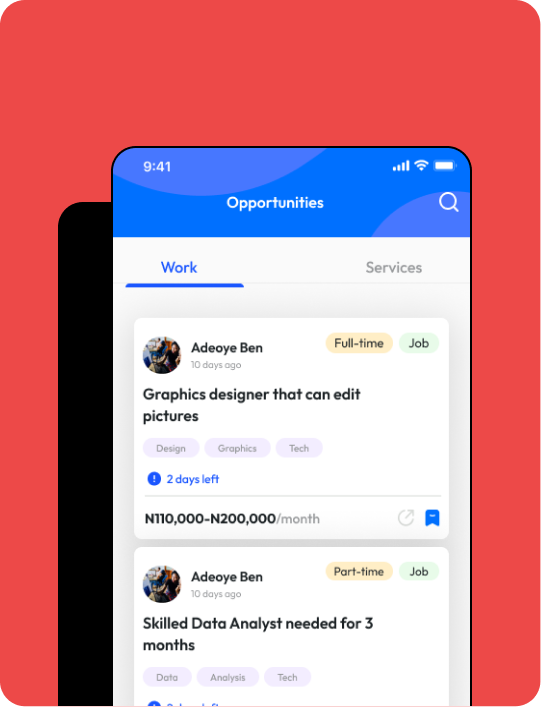 9:41
Opportunities
Work
Services
Adeoye Ben
Full-time
Job
10 days ago
Graphics designer that can edit
pictures
Design
Graphics
Tech
2 days left
N110,000-N200,000/month
Adeoye Ben
Part-time
Job
10 days ago
Skilled Data Analyst needed for 3
months
Data
Analysis
Tech